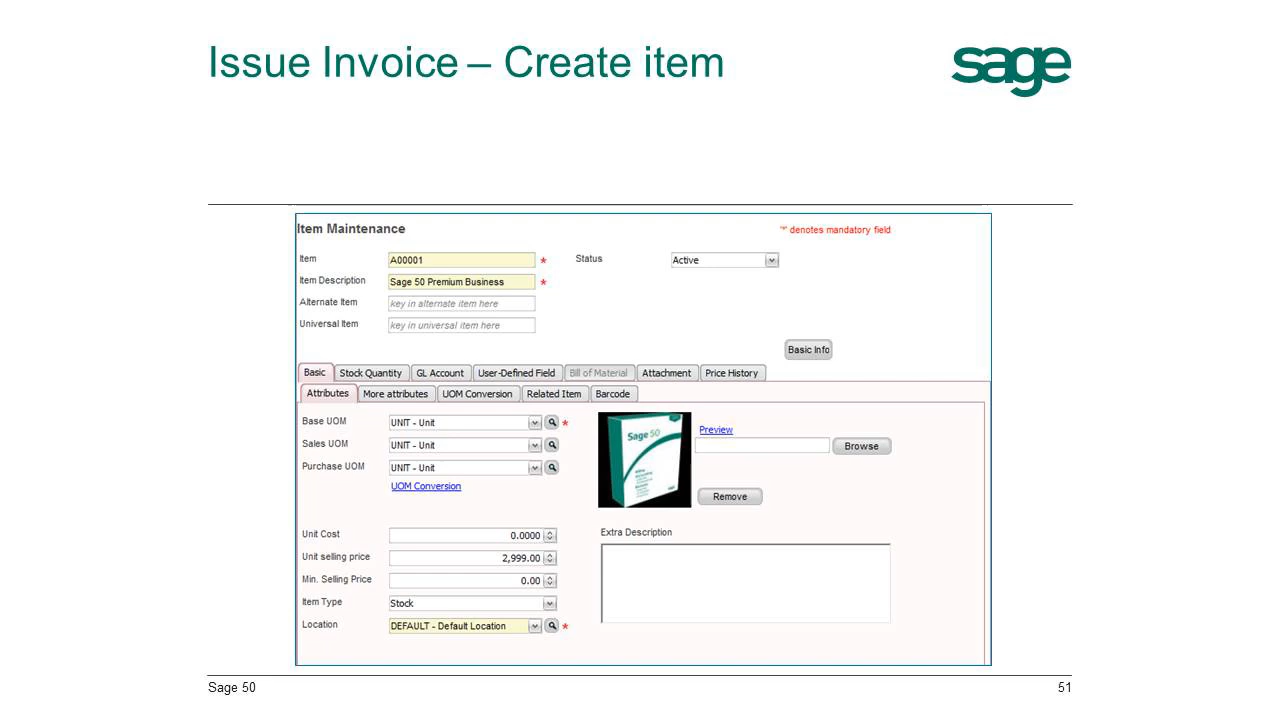 Issue Invoice – Create item
sage
Item Maintenance
"*" denotes mandatory field
Item A00001 * Status Active
Item Description Sage 50 Premium Business *
Alternate Item key in alternate item here
Universal Item key in universal item here
Basic Info
Basic Stock Quantity GL Account User-Defined Field Bill of Material Attachment Price History
Attributes More attributes UOM Conversion Related Item Barcode
Base UOM UNIT - Unit *
Sales UOM UNIT - Unit
Purchase UOM UNIT - Unit
UOM Conversion
Sage 50
Preview
Browse
Remove
Unit Cost 0.0000
Unit selling price 2,999.00
Min. Selling Price 0.00
Item Type Stock
Location DEFAULT - Default Location *
Extra Description
Sage 50 51